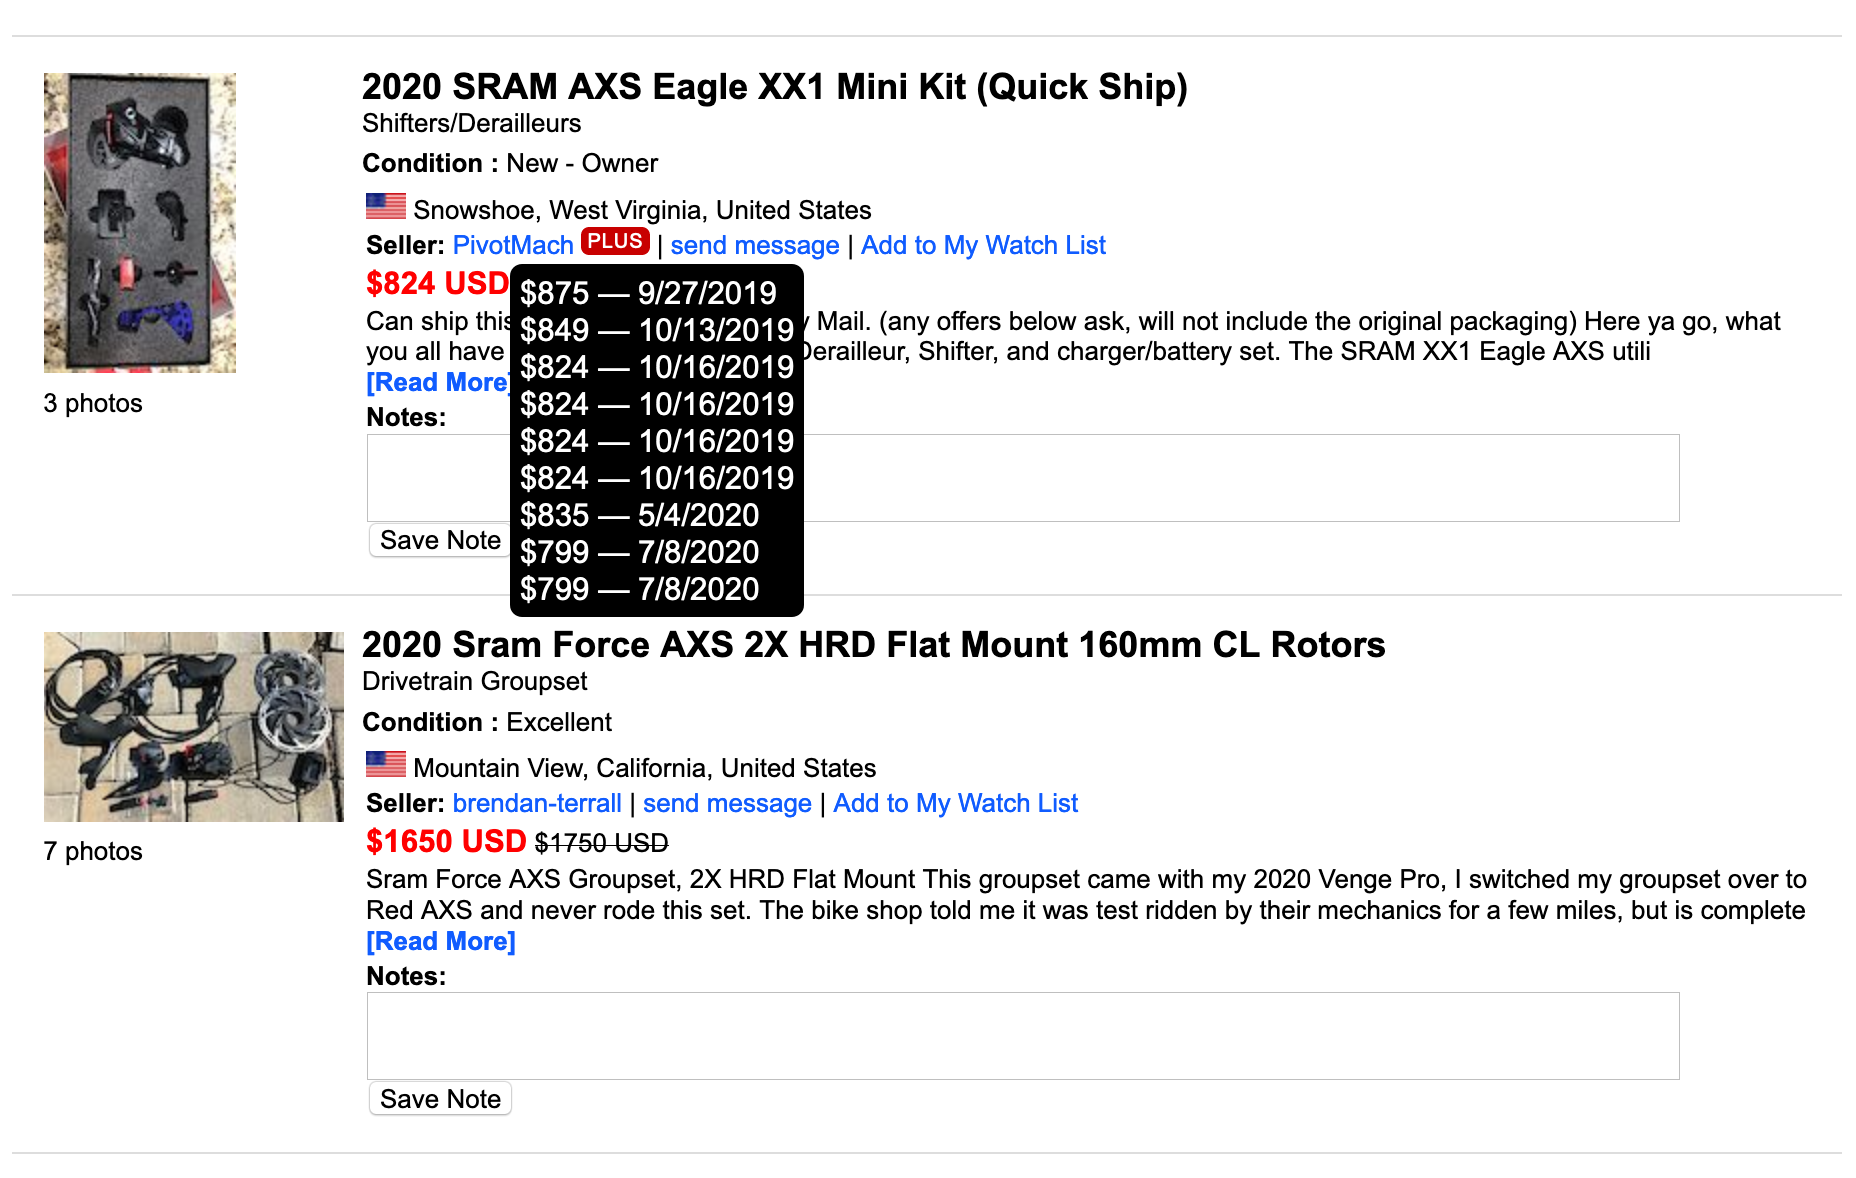 2020 SRAM AXS Eagle XX1 Mini Kit (Quick Ship)
Shifters/Derailleurs
Condition : New - Owner
Snowshoe, West Virginia, United States
Seller: PivotMach PLUS | send message | Add to My Watch List
$824 USD
$875 — 9/27/2019
$849 — 10/13/2019
$824 — 10/16/2019
$824 — 10/16/2019
$824 — 10/16/2019
$824 — 10/16/2019
$835 — 5/4/2020
$799 — 7/8/2020
$799 — 7/8/2020
Can ship this y Mail. (any offers below ask, will not include the original packaging) Here ya go, what
you all have Derailleur, Shifter, and charger/battery set. The SRAM XX1 Eagle AXS utili
[Read More]
3 photos
Notes:
Save Note
2020 Sram Force AXS 2X HRD Flat Mount 160mm CL Rotors
Drivetrain Groupset
Condition : Excellent
Mountain View, California, United States
Seller: brendan-terrall | send message | Add to My Watch List
$1650 USD $1750 USD
7 photos
Sram Force AXS Groupset, 2X HRD Flat Mount This groupset came with my 2020 Venge Pro, I switched my groupset over to
Red AXS and never rode this set. The bike shop told me it was test ridden by their mechanics for a few miles, but is complete
[Read More]
Notes:
Save Note